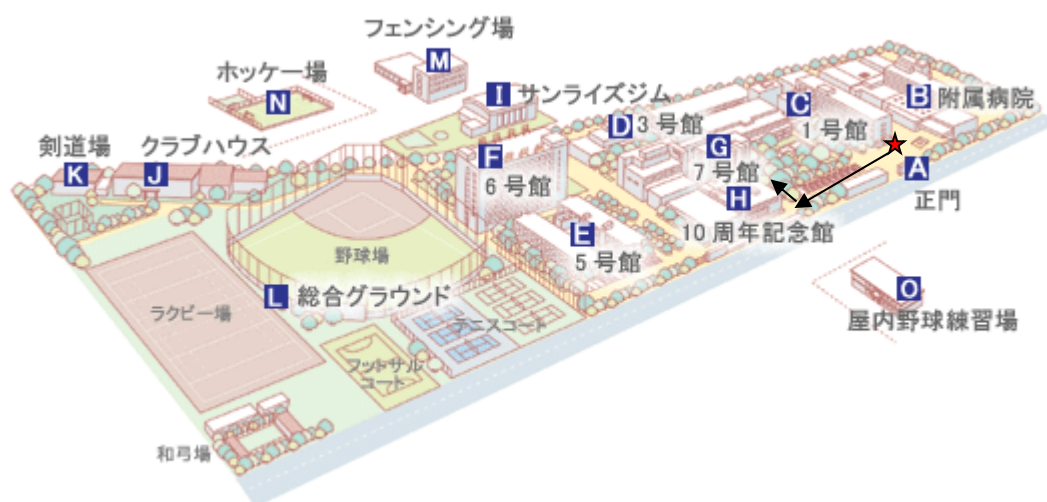 フェンシング場
M
ホッケー場
N
I サンライズジム
C
B 附属病院
D 3 号館
1 号館
剣道場
クラブハウス
K
J
F
6 号館
G
7 号館
A
正門
H
10 周年記念館
E
5 号館
野球場
L 総合グラウンド
ラクビー場
テニスコート
フットサル
コート
O
屋内野球練習場
和弓場